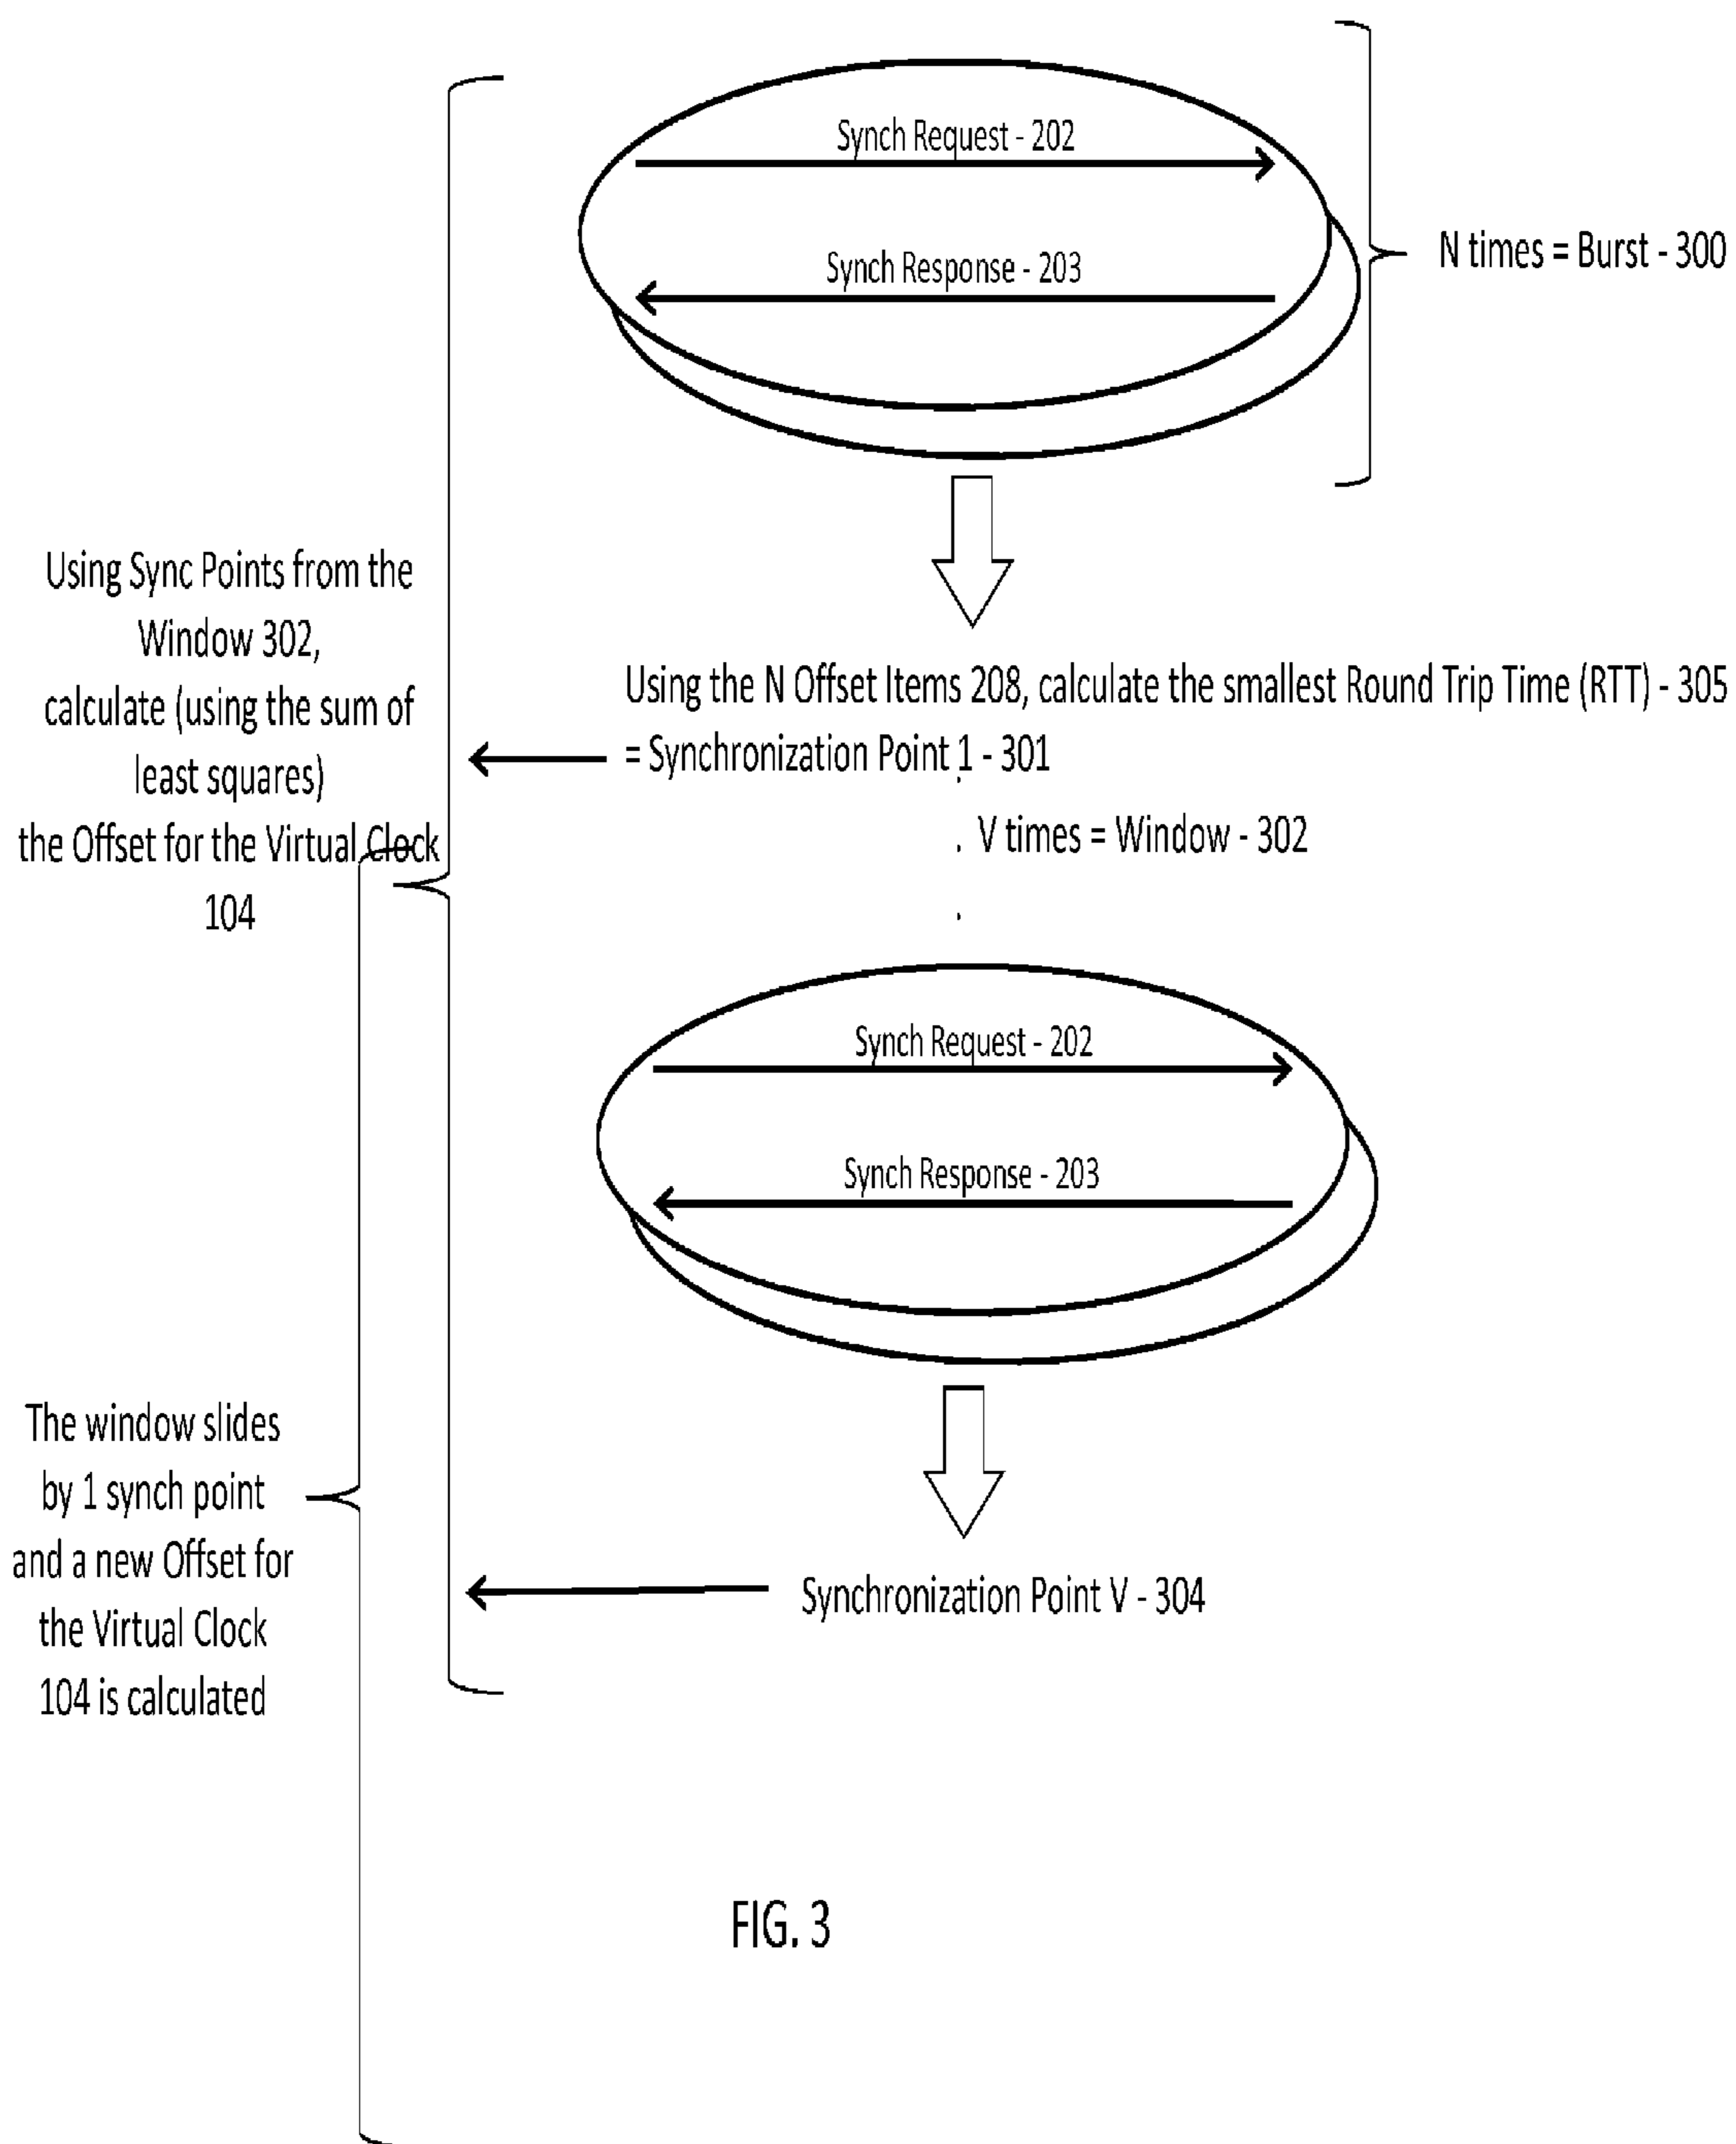 Synch Request - 202
Synch Response - 203
N times = Burst - 300
Using Sync Points from the
Window 302,
calculate (using the sum of
least squares)
the Offset for the Virtual Clock
104
Using the N Offset Items 208, calculate the smallest Round Trip Time (RTT) - 305
= Synchronization Point 1 - 301
V times = Window - 302
Synch Request - 202
Synch Response - 203
The window slides
by 1 synch point
and a new Offset for
the Virtual Clock
104 is calculated
Synchronization Point V - 304
FIG. 3